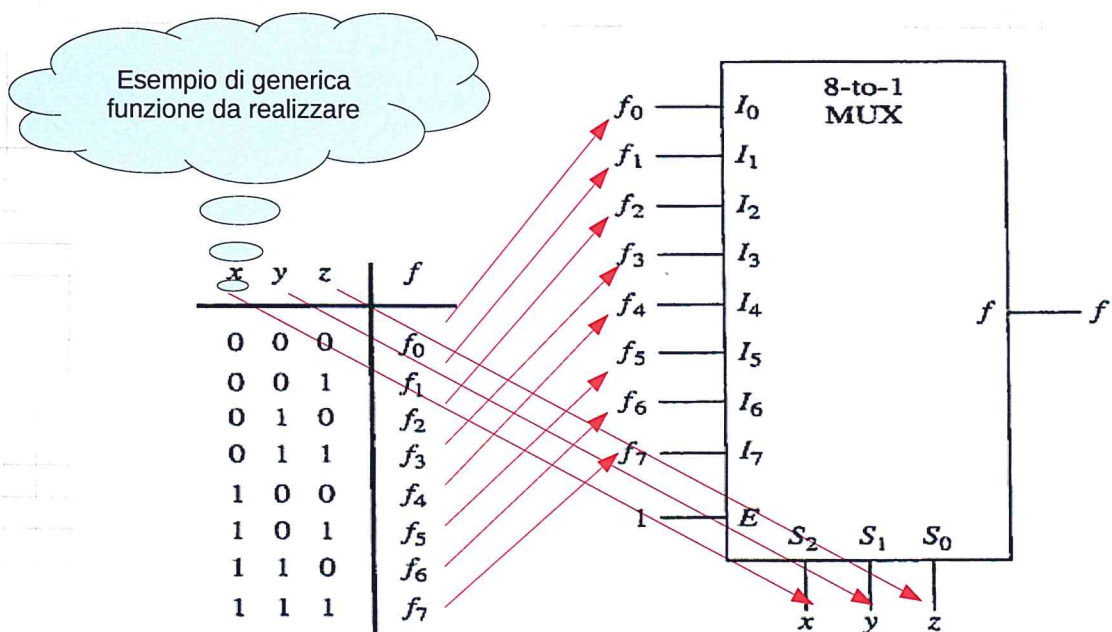 Esempio di generica
funzione da realizzare
x y z f
0 0 0 f0
0 0 1 f1
0 1 0 f2
0 1 1 f3
1 0 0 f4
1 0 1 f5
1 1 0 f6
1 1 1 f7
8-to-1
MUX
f0 I0
f1 I1
f2 I2
f3 I3
f4 I4
f5 I5
f6 I6
f7 I7
1 E
f f
S2 S1 S0
x y z